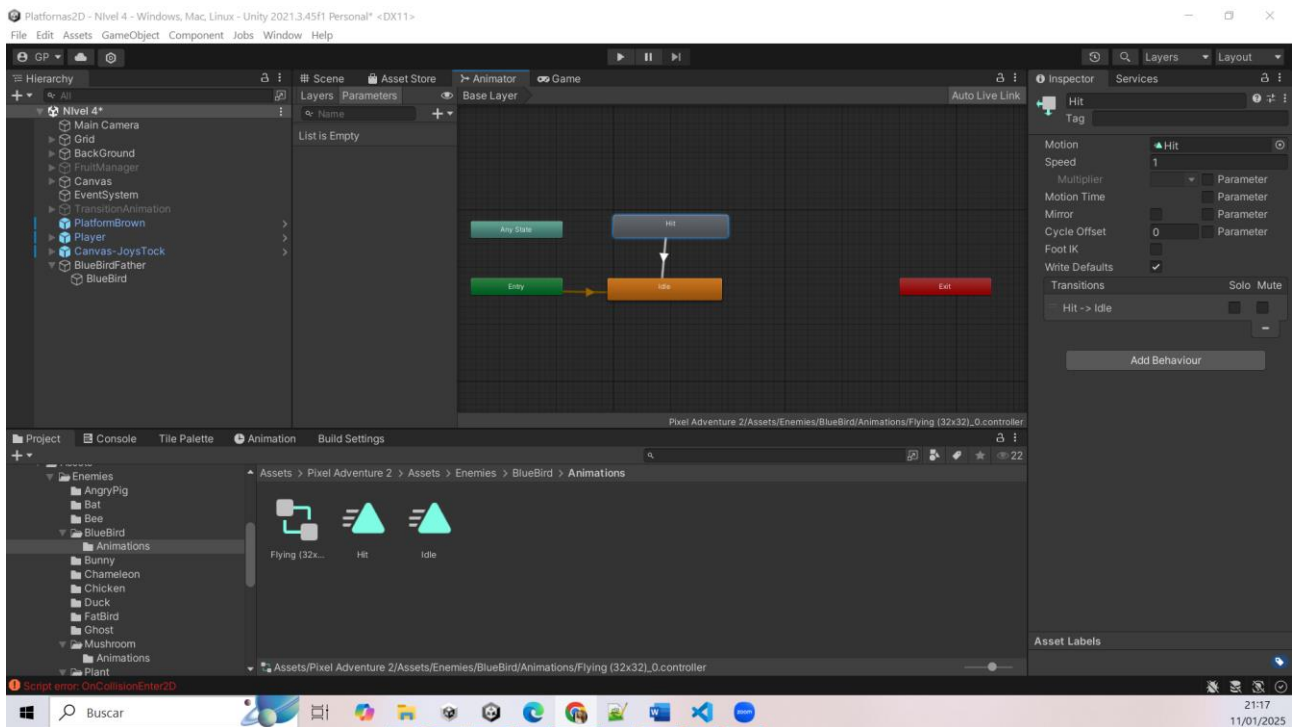 Platfornas2D - NIvel 4 - Windows, Mac, Linux - Unity 2021.3.45f1 Personal* <DX11>
File Edit Assets GameObject Component Jobs Window Help
GP
Layers
Layout
Hierarchy
All
NIvel 4*
Main Camera
Grid
BackGround
FruitManager
Canvas
EventSystem
TransitionAnimation
PlatformBrown
Player
Canvas-JoysTock
BlueBirdFather
BlueBird
Scene Asset Store Animator Game
Layers Parameters Base Layer Auto Live Link
Name
List is Empty
Any State
Hit
Entry
Idle
Exit
Pixel Adventure 2/Assets/Enemies/BlueBird/Animations/Flying (32x32)_0.controller
Inspector Services
Hit
Tag
Motion Hit
Speed 1
Multiplier Parameter
Motion Time Parameter
Mirror Parameter
Cycle Offset 0 Parameter
Foot IK
Write Defaults
Transitions Solo Mute
Hit -> Idle
Add Behaviour
Asset Labels
Project Console Tile Palette Animation Build Settings
22
Enemies
AngryPig
Bat
Bee
BlueBird
Animations
Bunny
Chameleon
Chicken
Duck
FatBird
Ghost
Mushroom
Animations
Plant
Assets > Pixel Adventure 2 > Assets > Enemies > BlueBird > Animations
Flying (32x... Hit Idle
Assets/Pixel Adventure 2/Assets/Enemies/BlueBird/Animations/Flying (32x32)_0.controller
Script error: OnCollisionEnter2D
Buscar
zoom
21:17
11/01/2025